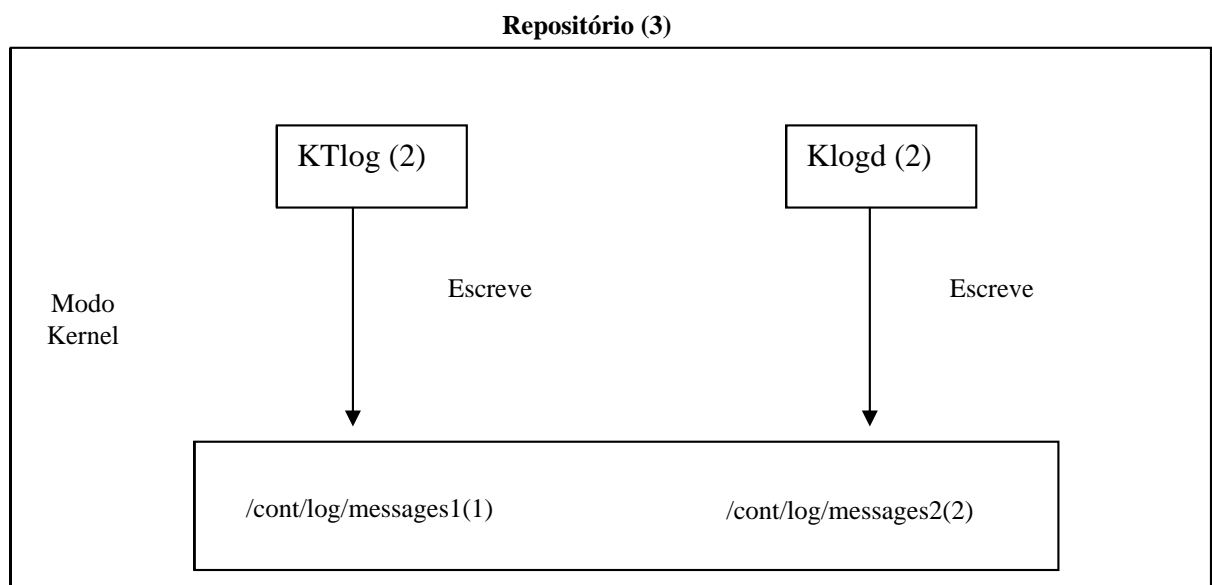 Repositório (3)
KTlog (2)
Klogd (2)
Escreve
Escreve
Modo
Kernel
/cont/log/messages1(1)
/cont/log/messages2(2)